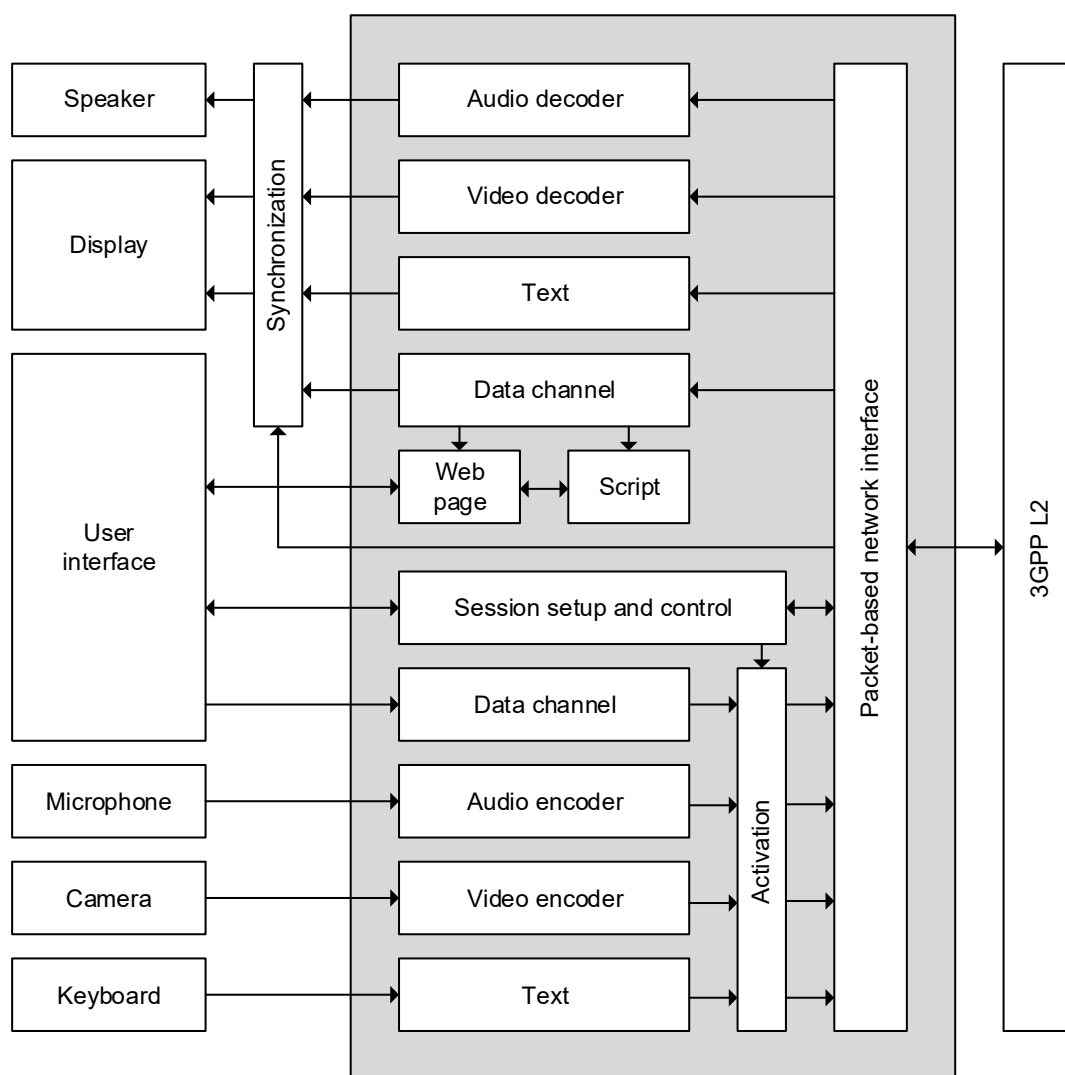 Speaker
Audio decoder
Video decoder
Display
Synchronization
Text
Data channel
Web
page
Script
User
interface
Packet-based network interface
3GPP L2
Session setup and control
Data channel
Microphone
Audio encoder
Activation
Camera
Video encoder
Keyboard
Text